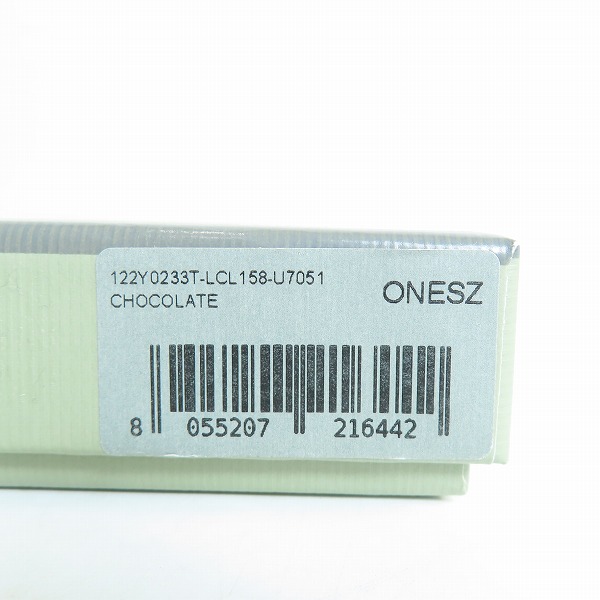 122Y0233T-LCL158-U7051
CHOCOLATE
ONESZ
8 055207 216442